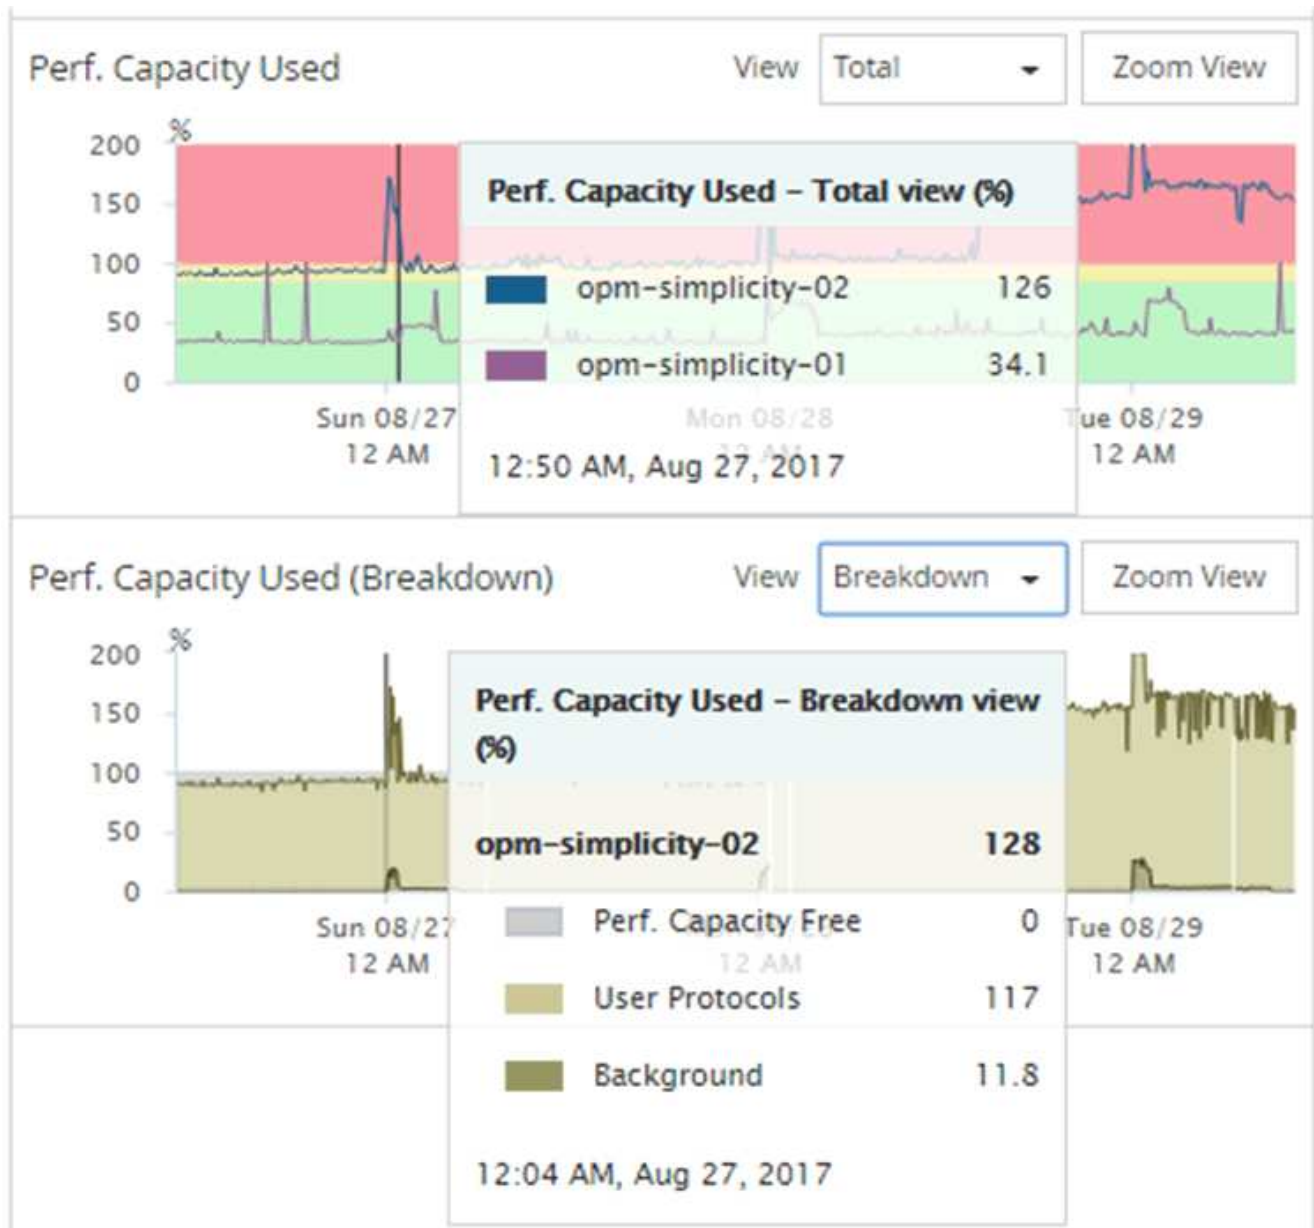 Perf. Capacity Used View Total Zoom View
%
200
150
100
50
0
Perf. Capacity Used - Total view (%)
opm-simplicity-02 126
opm-simplicity-01 34.1
12:50 AM, Aug 27, 2017
Sun 08/27 Mon 08/28 Tue 08/29
12 AM 12 AM 12 AM
Perf. Capacity Used (Breakdown) View Breakdown Zoom View
%
200
150
100
50
0
Perf. Capacity Used - Breakdown view
(%)
opm-simplicity-02 128
Perf. Capacity Free 0
User Protocols 117
Background 11.8
12:04 AM, Aug 27, 2017
Sun 08/27 Tue 08/29
12 AM 12 AM 12 AM